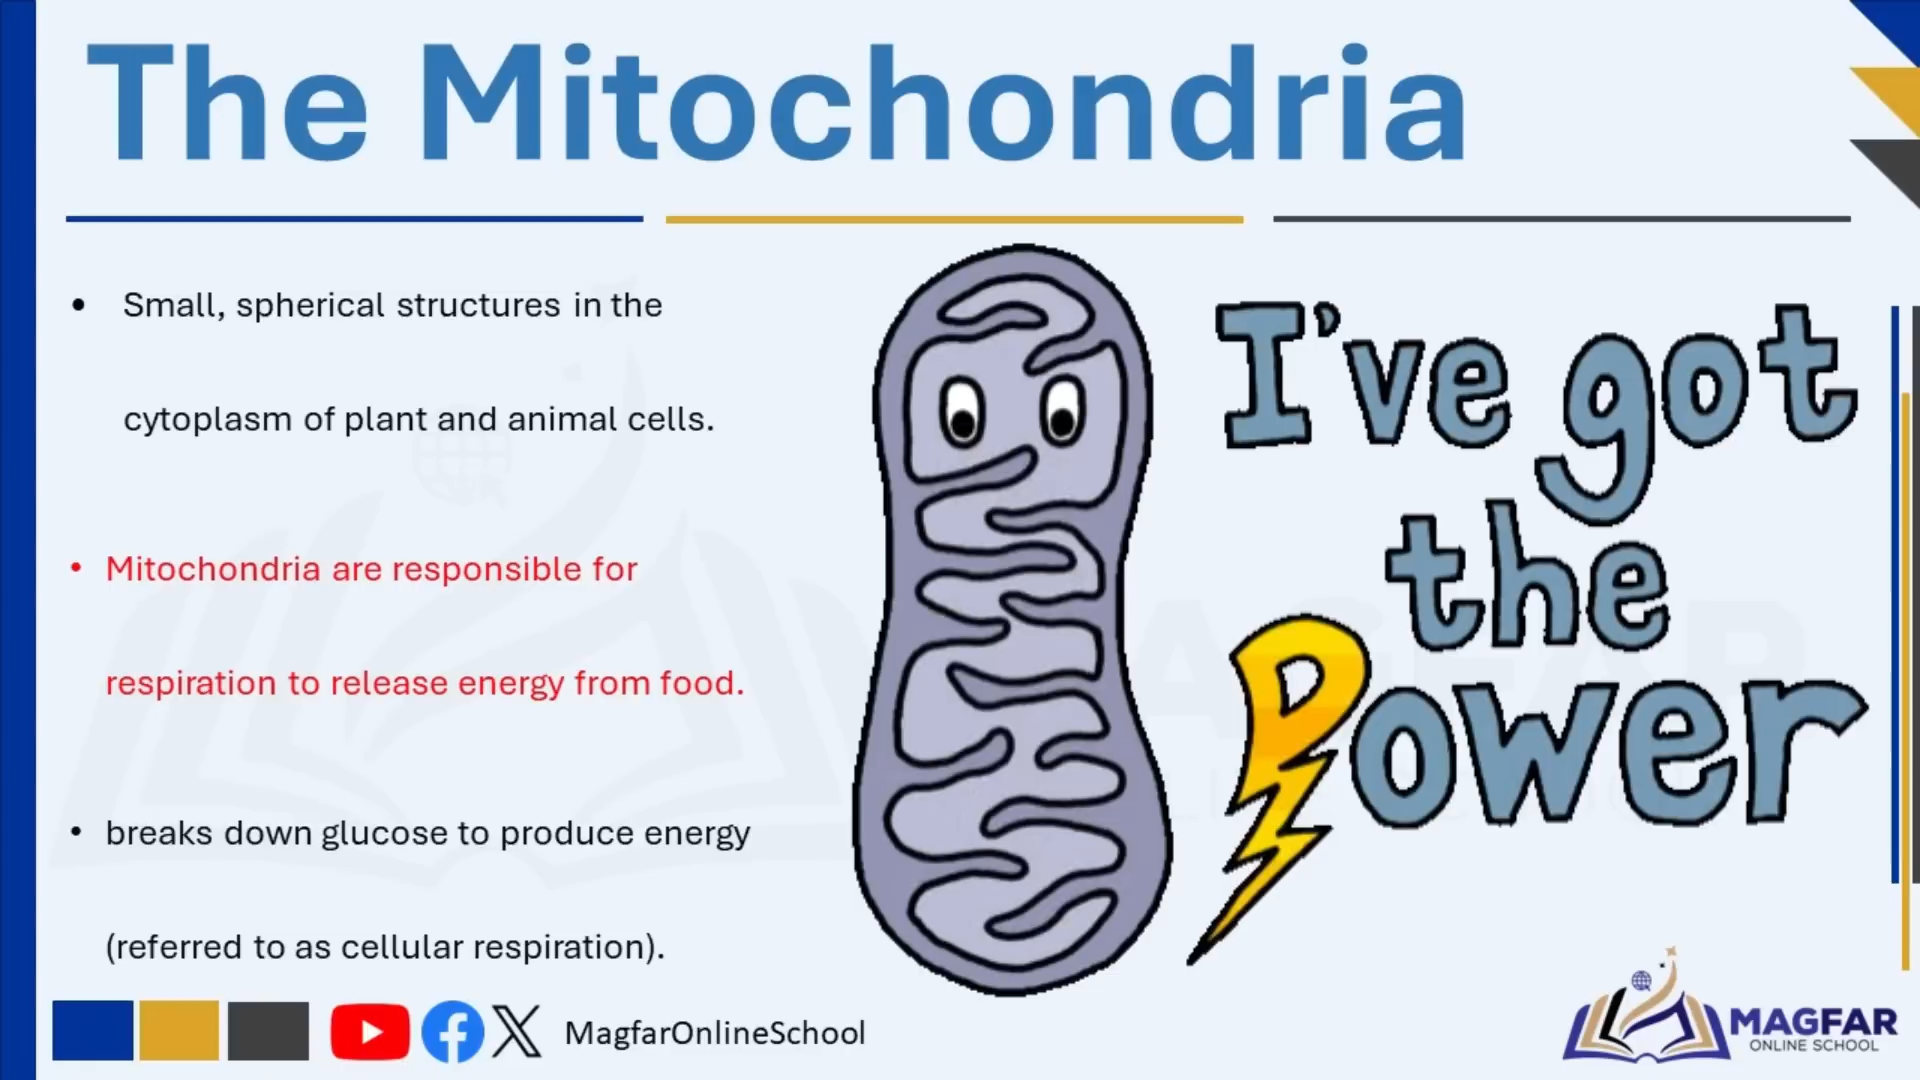 The Mitochondria
• Small, spherical structures in the
cytoplasm of plant and animal cells.
• Mitochondria are responsible for
respiration to release energy from food.
• breaks down glucose to produce energy
(referred to as cellular respiration).
I've got
the
Power
MagfarOnlineSchool
MAGFAR
ONLINE SCHOOL